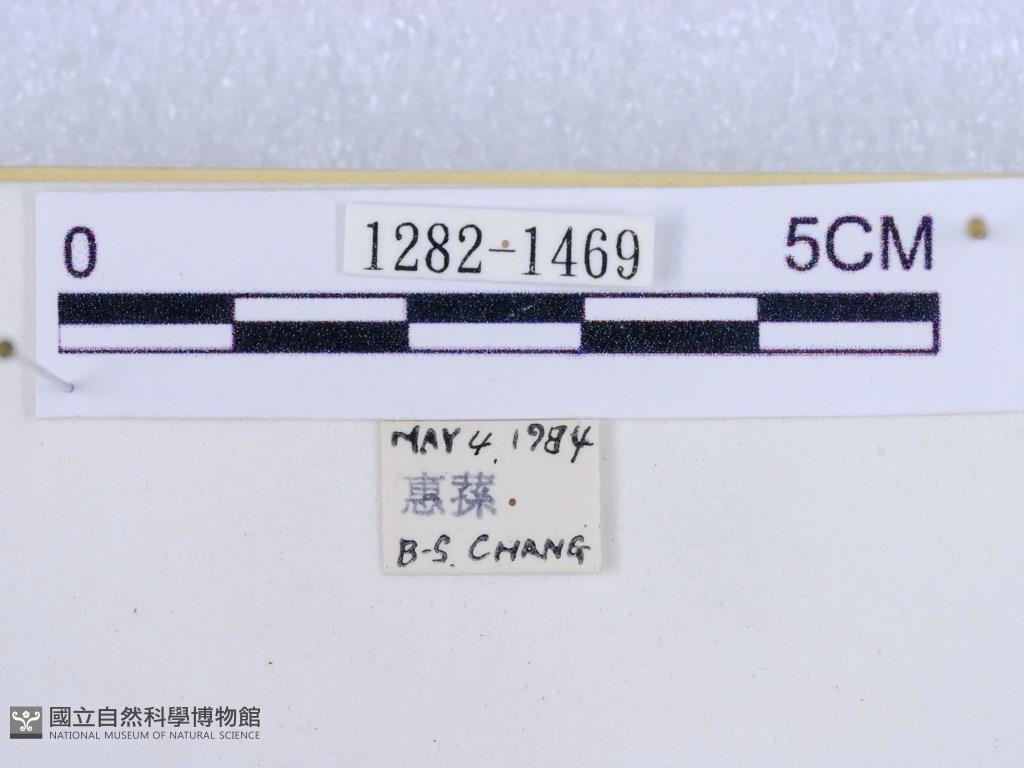 0
1282-1469
5CM
MAY 4. 1984
惠蓀
B-S. CHANG
國立自然科學博物館
NATIONAL MUSEUM OF NATURAL SCIENCE